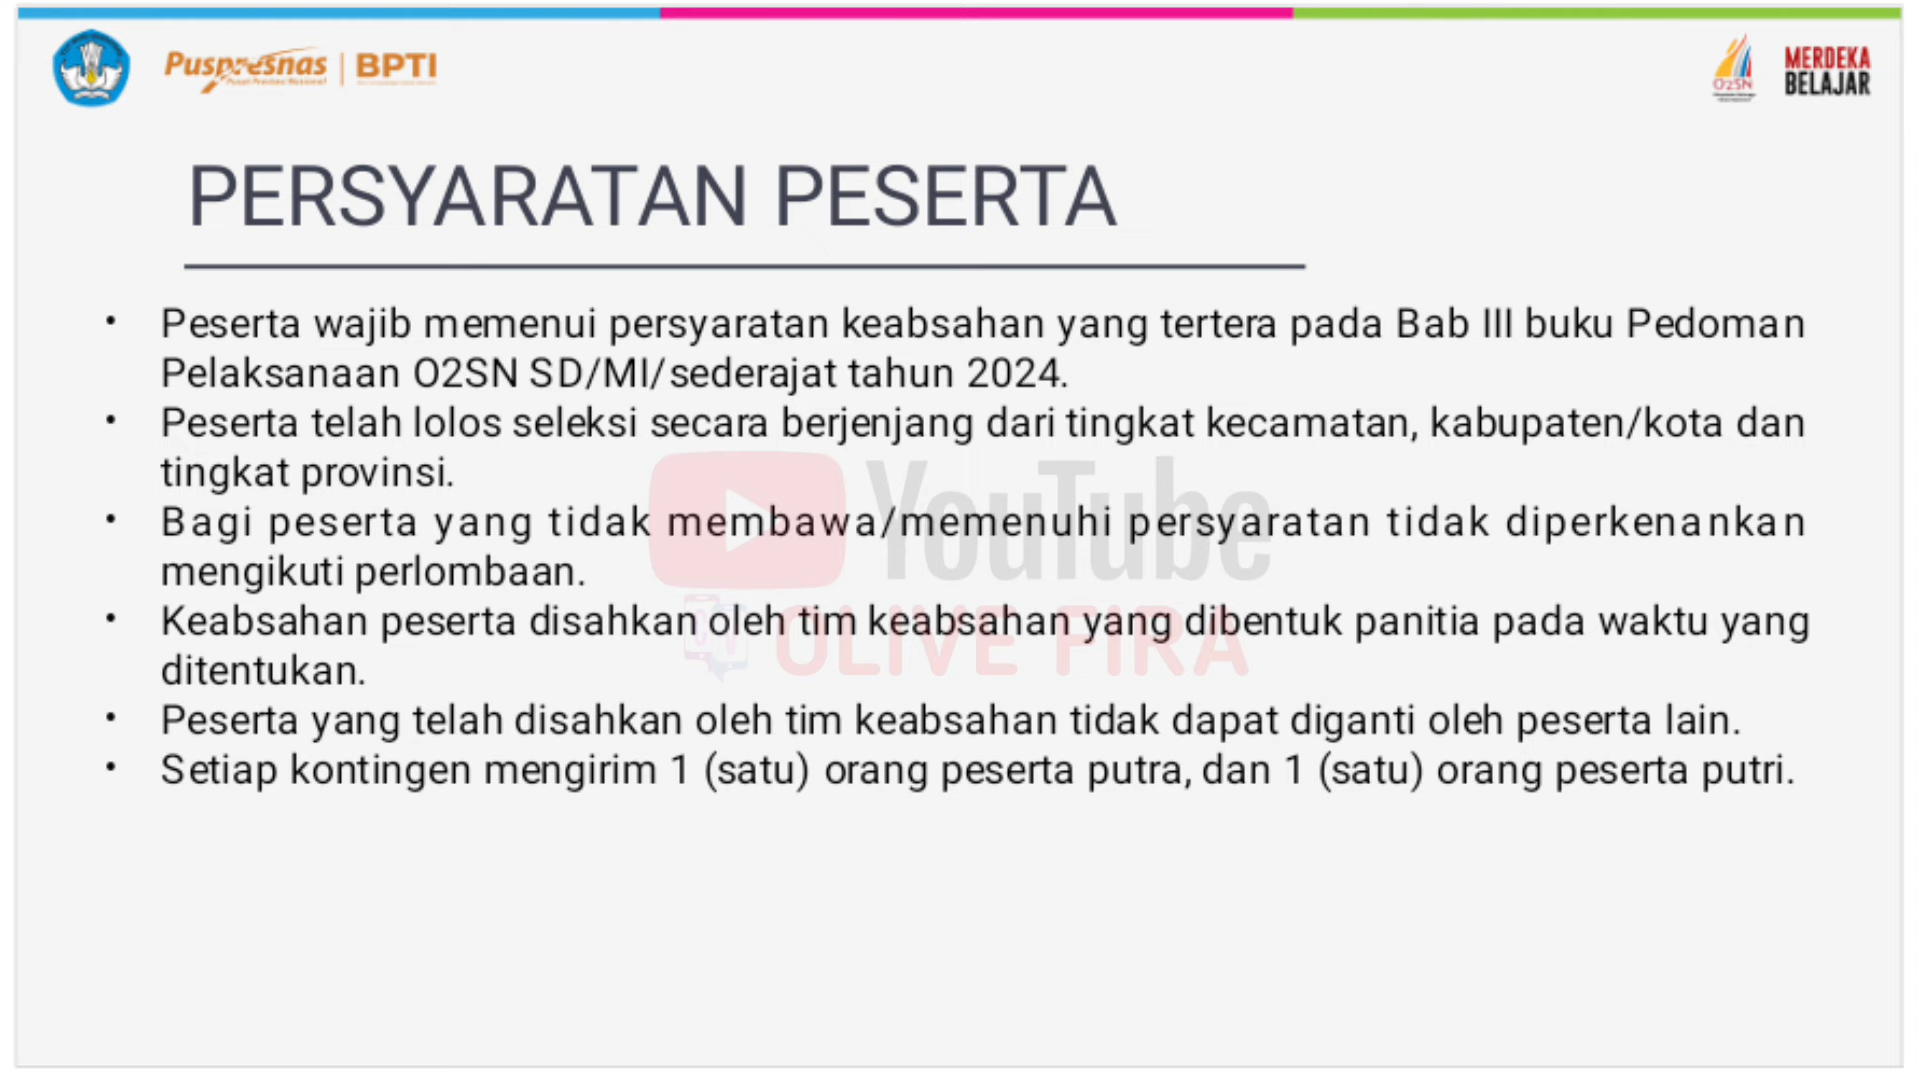 Puspresnas | BPTI
Pusat Prestasi Nasional
O2SN
MERDEKA
BELAJAR
PERSYARATAN PESERTA
• Peserta wajib memenui persyaratan keabsahan yang tertera pada Bab III buku Pedoman
Pelaksanaan O2SN SD/MI/sederajat tahun 2024.
• Peserta telah lolos seleksi secara berjenjang dari tingkat kecamatan, kabupaten/kota dan
tingkat provinsi.
• Bagi peserta yang tidak membawa/memenuhi persyaratan tidak diperkenankan
mengikuti perlombaan.
• Keabsahan peserta disahkan oleh tim keabsahan yang dibentuk panitia pada waktu yang
ditentukan.
• Peserta yang telah disahkan oleh tim keabsahan tidak dapat diganti oleh peserta lain.
• Setiap kontingen mengirim 1 (satu) orang peserta putra, dan 1 (satu) orang peserta putri.
YouTube
OLIVE FIRA